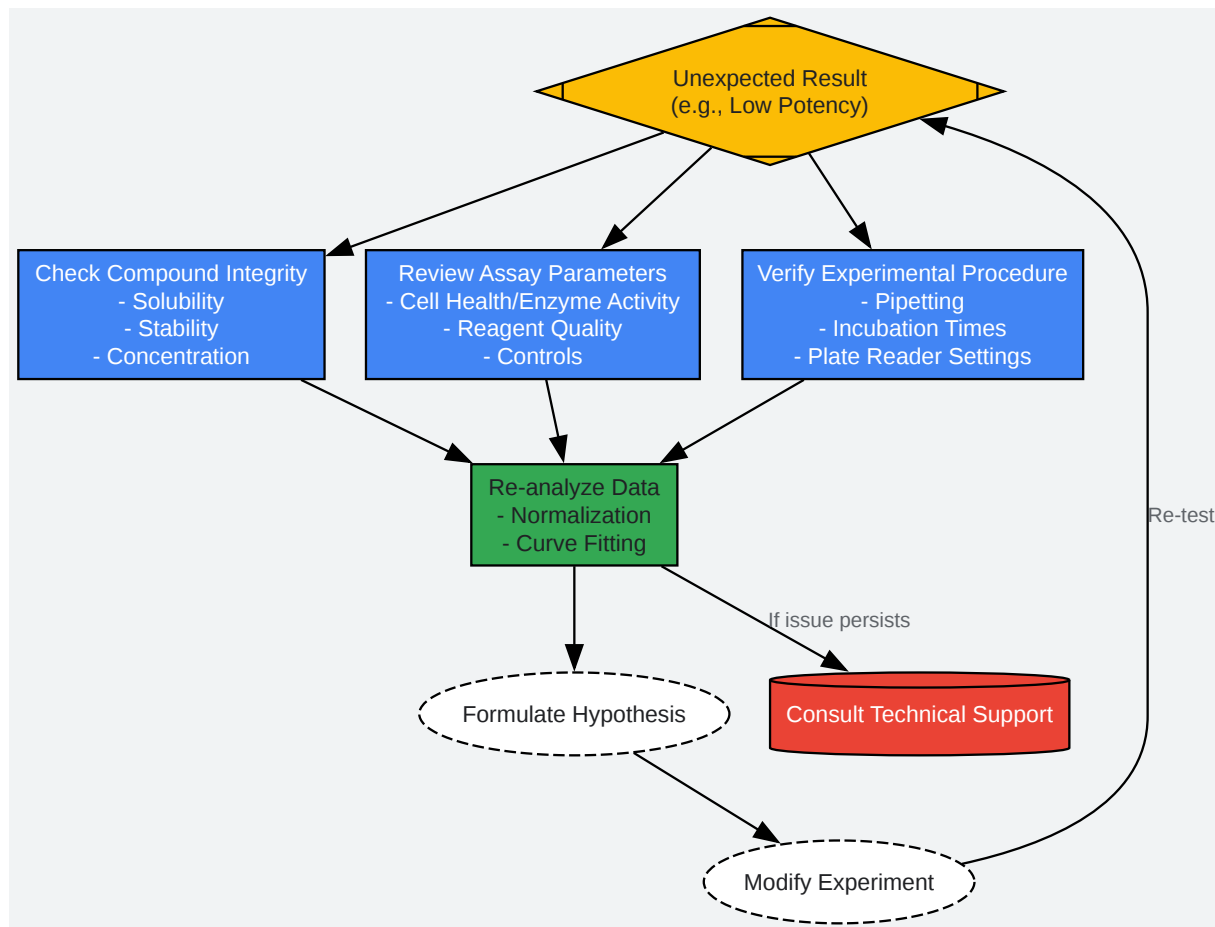 Unexpected Result
(e.g., Low Potency)
Check Compound Integrity
- Solubility
- Stability
- Concentration
Review Assay Parameters
- Cell Health/Enzyme Activity
- Reagent Quality
- Controls
Verify Experimental Procedure
- Pipetting
- Incubation Times
- Plate Reader Settings
Re-analyze Data
- Normalization
- Curve Fitting
Re-test
If issue persists
Formulate Hypothesis
Consult Technical Support
Modify Experiment